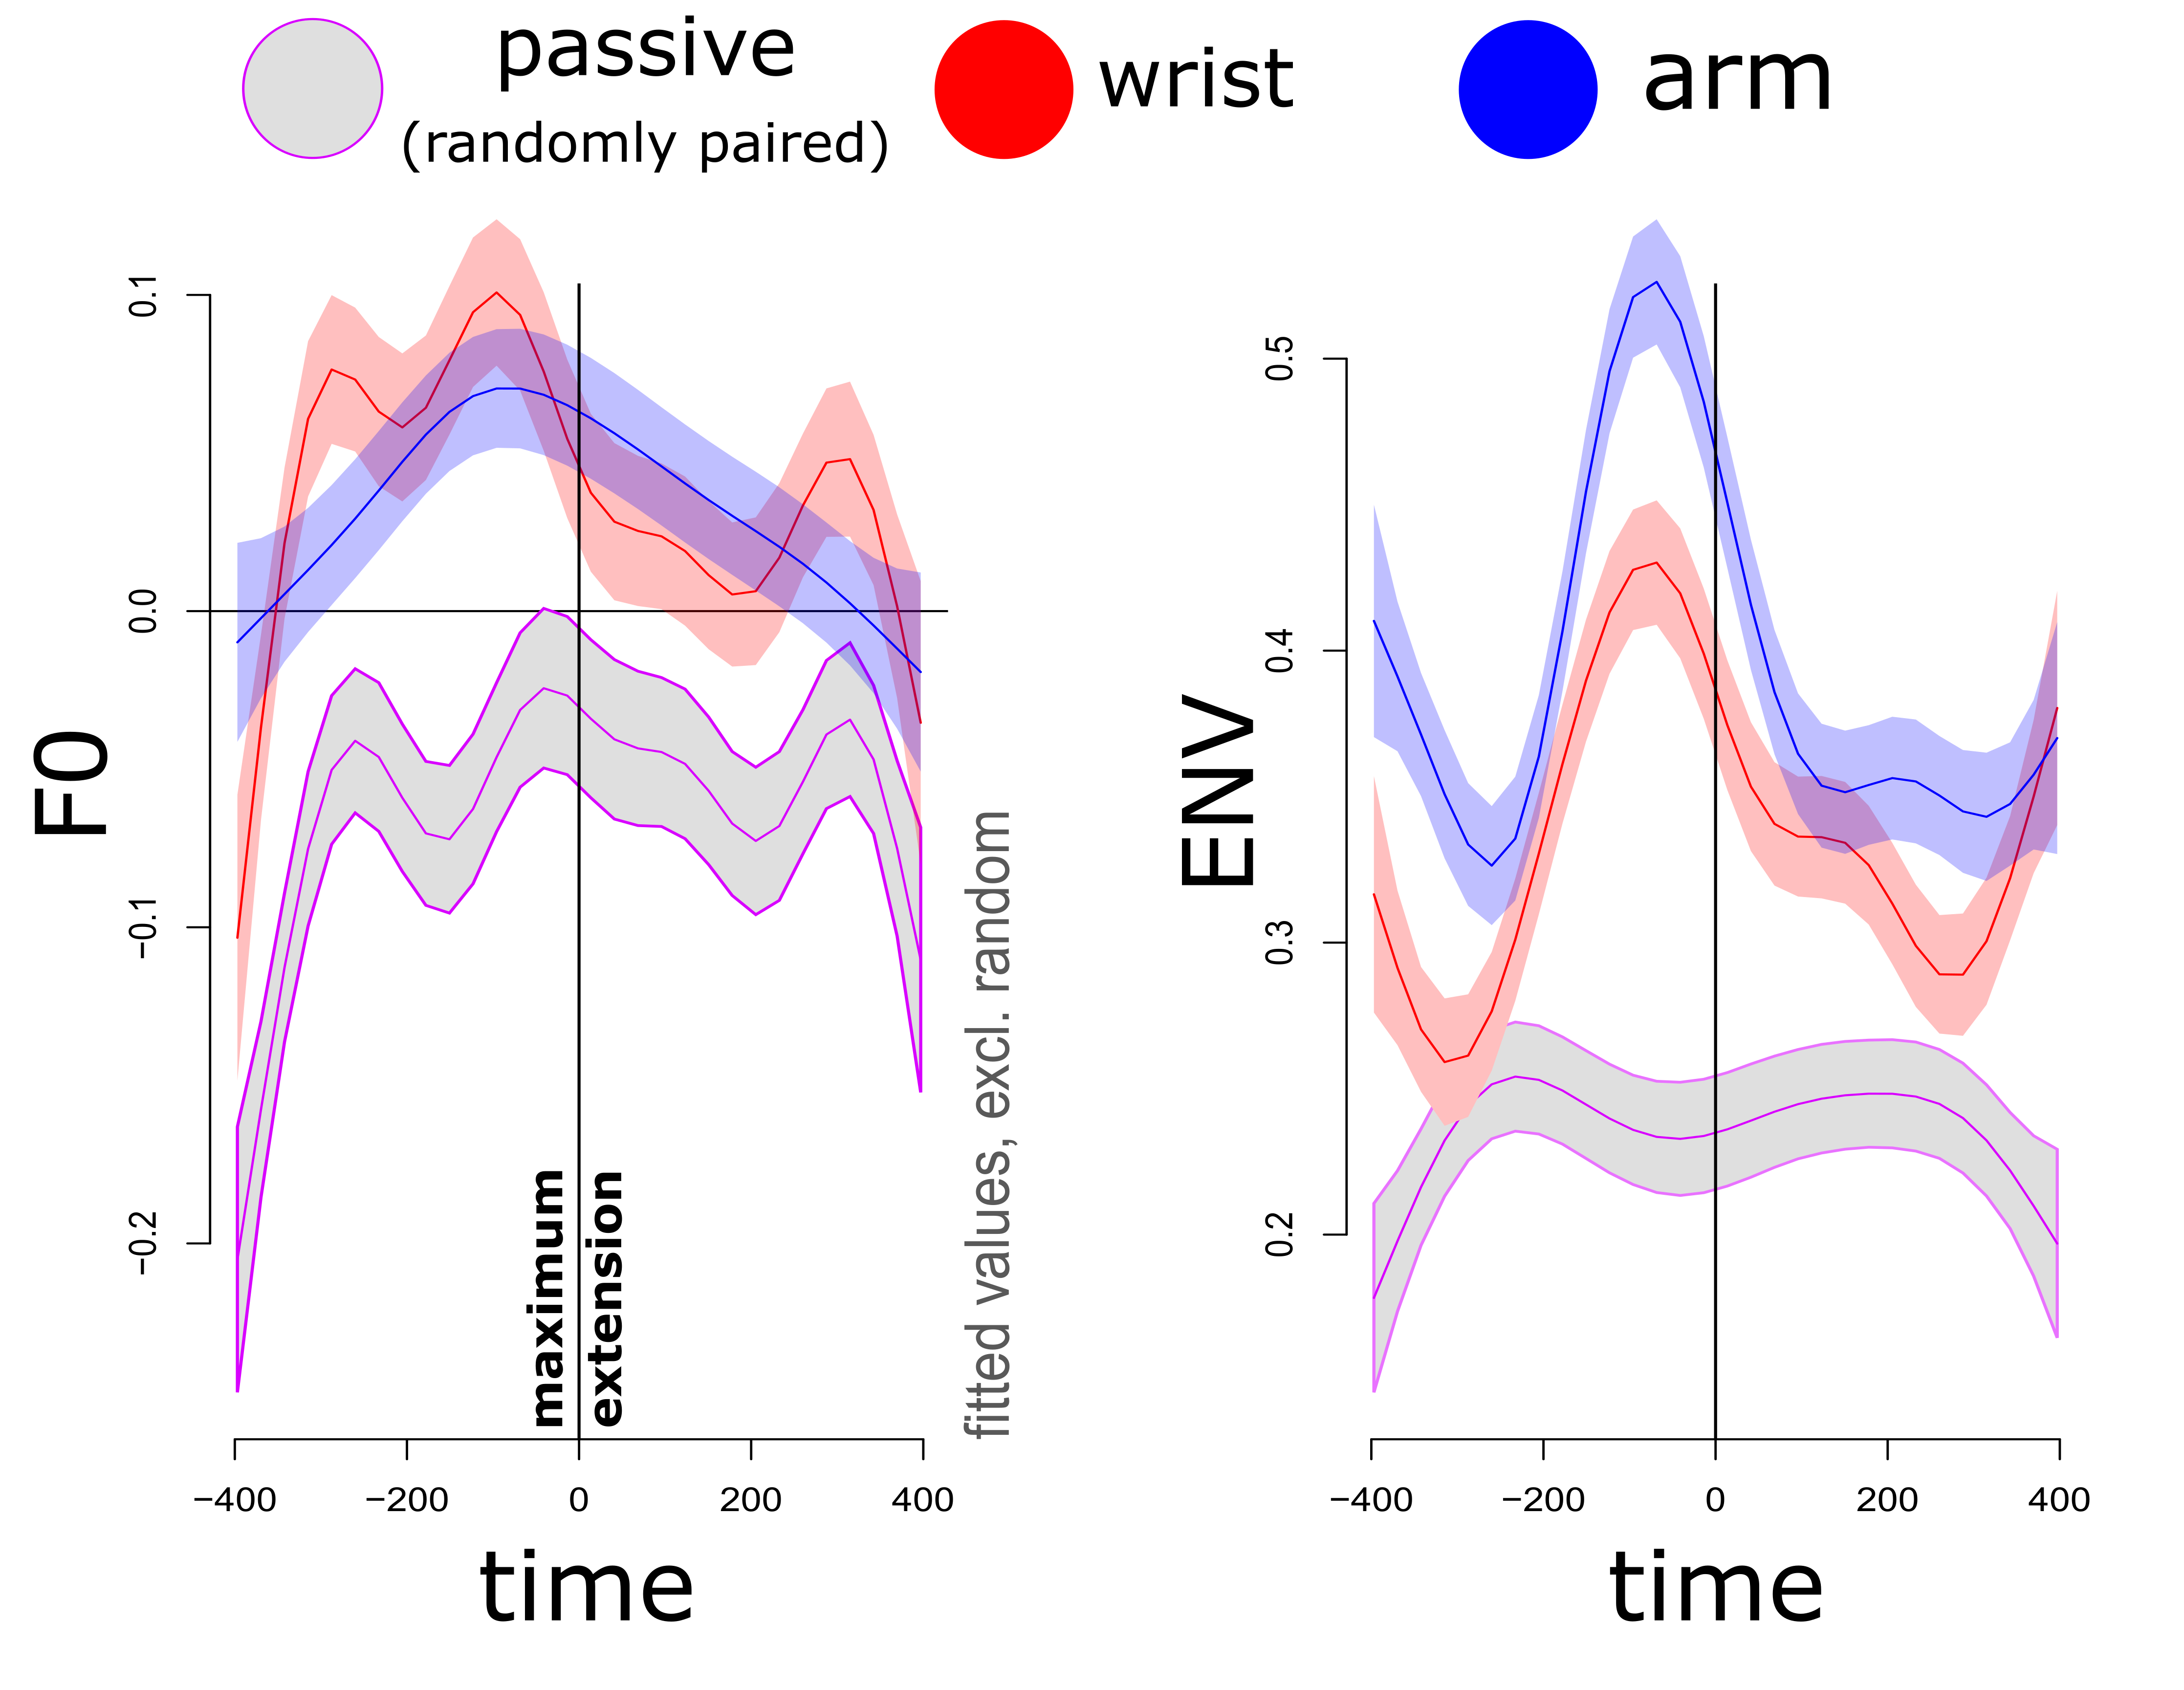 passive
(randomly paired)
wrist
arm
F0
0.1
0.0
−0.1
−0.2
maximum
extension
−400
−200
0
200
400
time
fitted values, excl. random
ENV
0.5
0.4
0.3
0.2
−400
−200
0
200
400
time